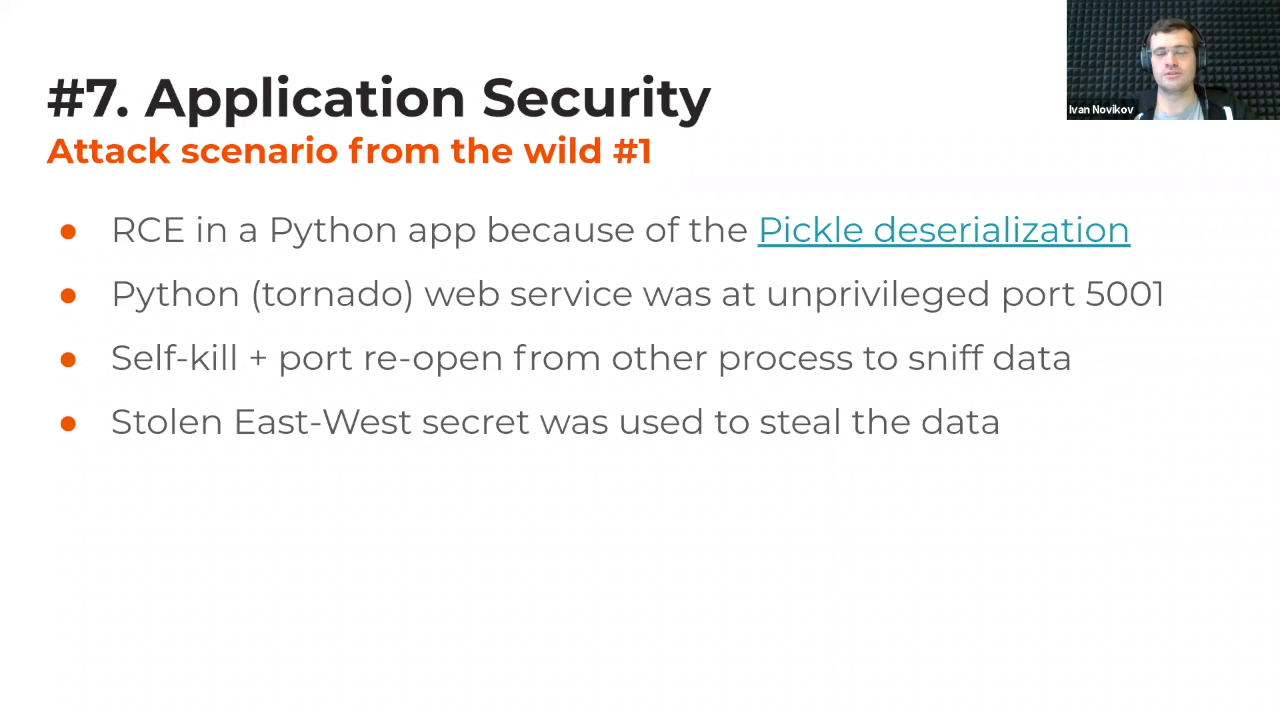 Ivan Novikov
#7. Application Security
Attack scenario from the wild #1
● RCE in a Python app because of the Pickle deserialization
● Python (tornado) web service was at unprivileged port 5001
● Self-kill + port re-open from other process to sniff data
● Stolen East-West secret was used to steal the data